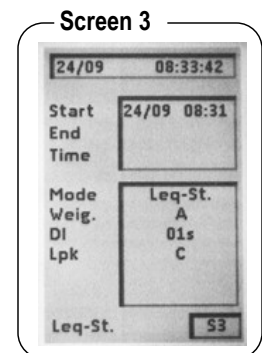 Screen 3
24/09 08:33:42
Start 24/09 08:31
End
Time
Mode Leq-St.
Weig. A
DI 01s
Lpk C
Leq-St. S3